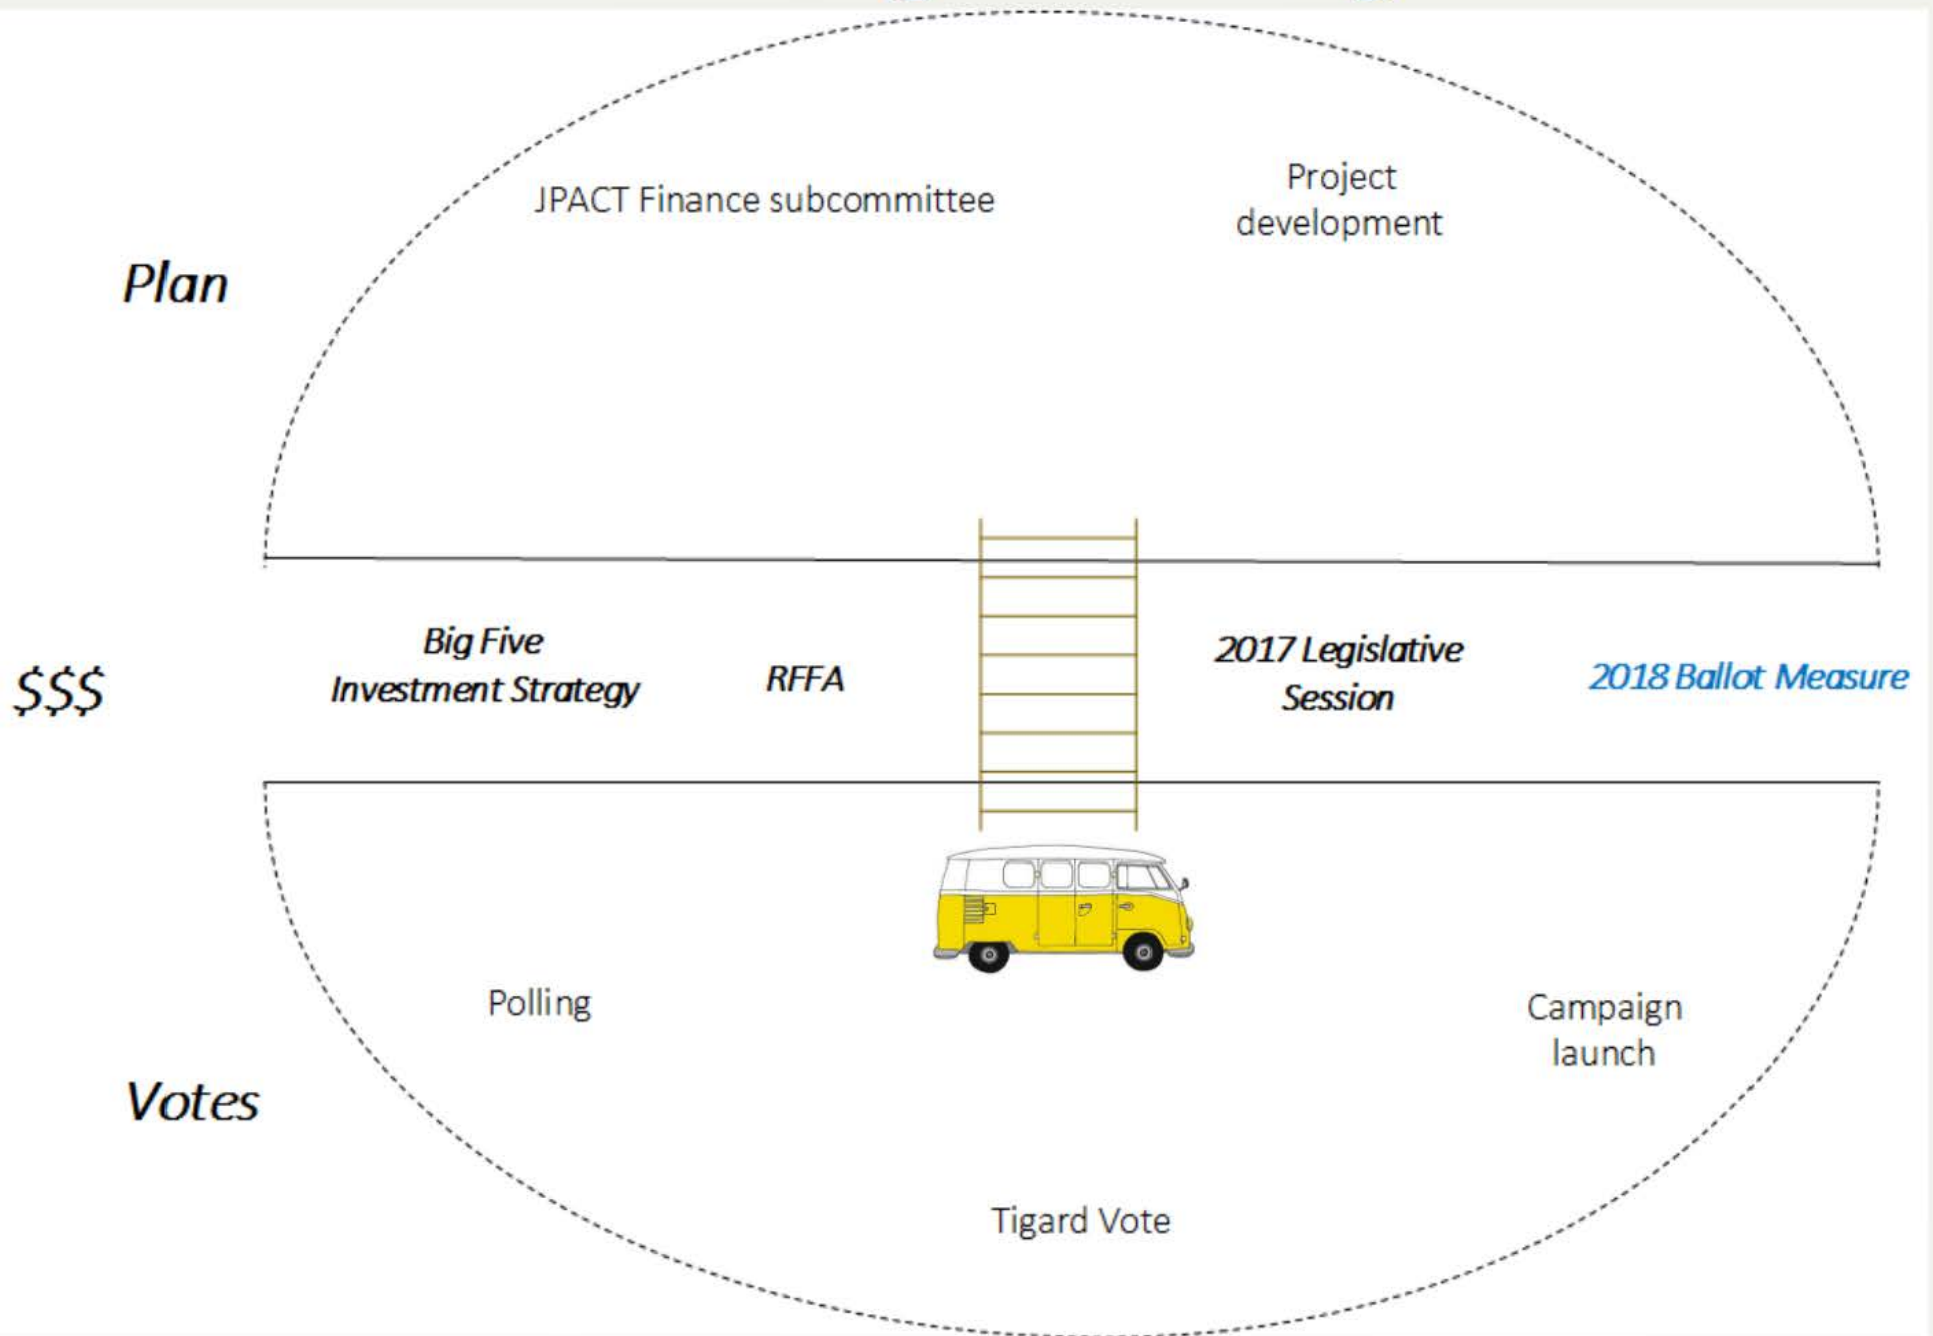 JPACT Finance subcommittee
Project
development
Plan
Big Five
Investment Strategy
RFFA
2017 Legislative
Session
2018 Ballot Measure
$$$
Polling
Campaign
launch
Votes
Tigard Vote